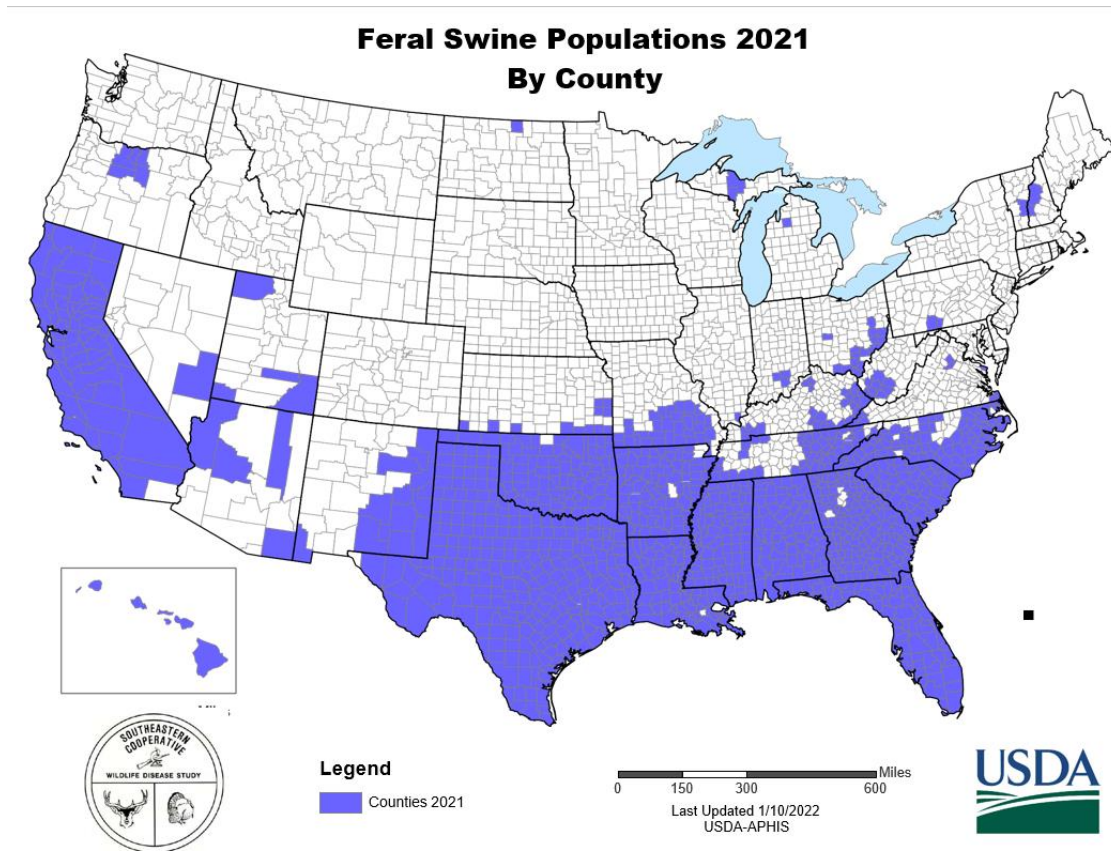 Feral Swine Populations 2021
By County
SOUTHEASTERN
COOPERATIVE
WILDLIFE DISEASE STUDY
Legend
Counties 2021
Miles
0 150 300 600
Last Updated 1/10/2022
USDA-APHIS
USDA